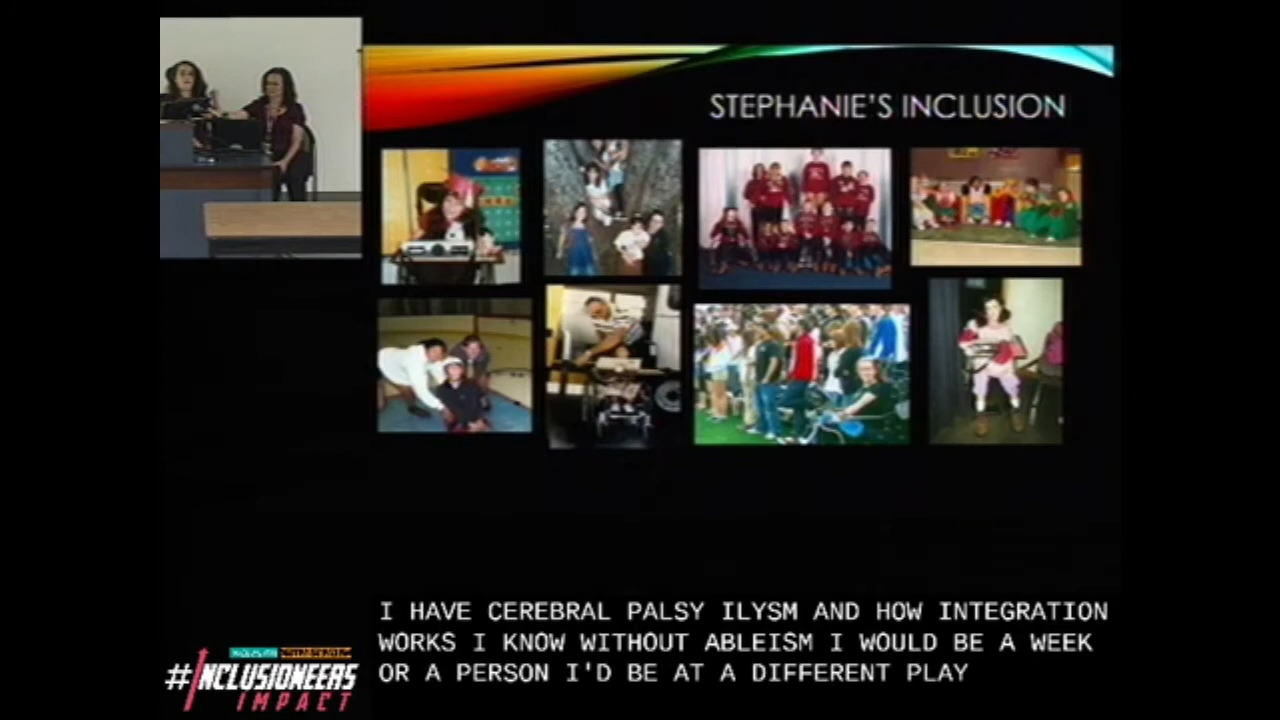 STEPHANIE'S INCLUSION
I HAVE CEREBRAL PALSY ILYSM AND HOW INTEGRATION
WORKS I KNOW WITHOUT ABLEISM I WOULD BE A WEEK
OR A PERSON I'D BE AT A DIFFERENT PLAY
#INCLUSIONEERS
IMPACT